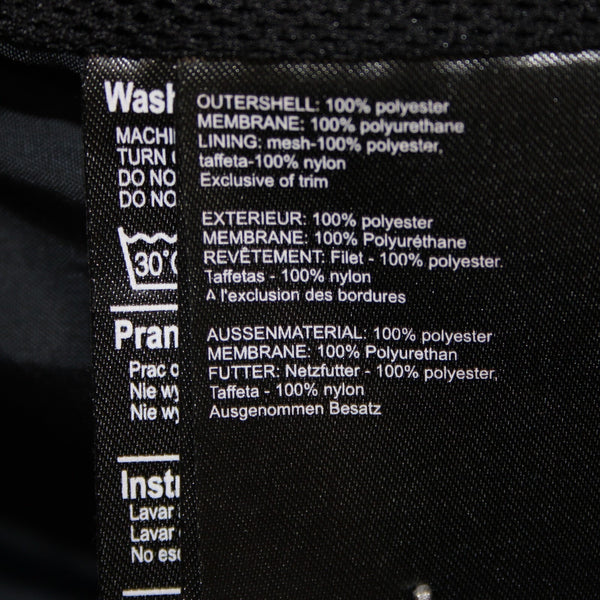 Wash
MACHI
TURN
DO NO
DO NO
30°
Pran
Prac
Nie wy
Nie wy
Instr
Lavar
Lavar
No es
OUTERSHELL: 100% polyester
MEMBRANE: 100% polyurethane
LINING: mesh-100% polyester,
taffeta-100% nylon
Exclusive of trim
EXTERIEUR: 100% polyester
MEMBRANE: 100% Polyuréthane
REVÊTEMENT: Filet - 100% polyester.
Taffetas - 100% nylon
A l'exclusion des bordures
AUSSENMATERIAL: 100% polyester
MEMBRANE: 100% Polyurethan
FUTTER: Netzfutter - 100% polyester,
Taffeta - 100% nylon
Ausgenommen Besatz